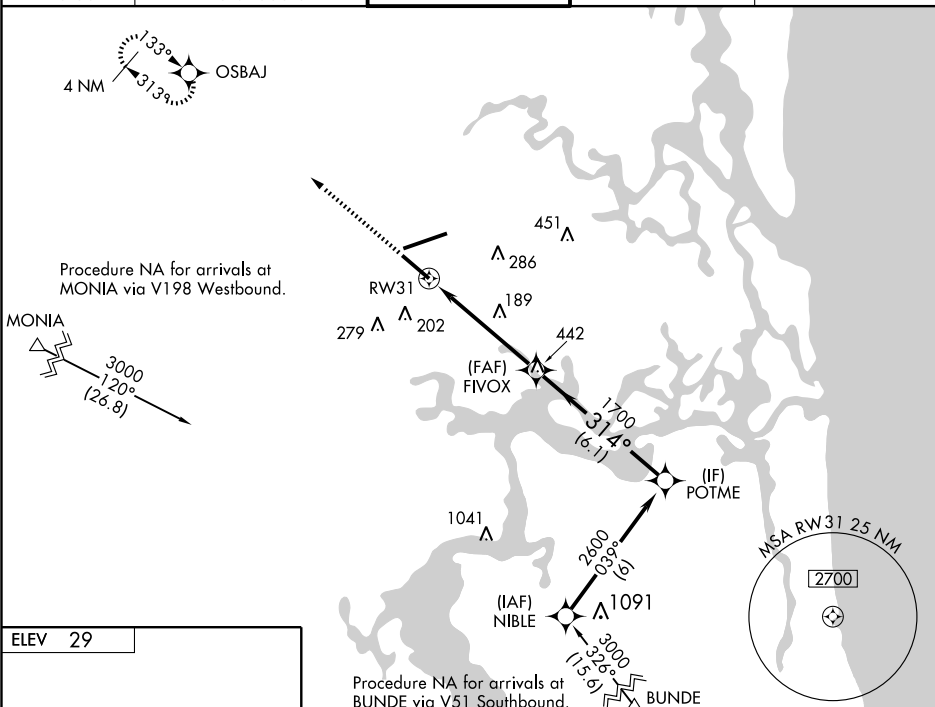 133°
313°
4 NM
OSBAJ
451
286
RW31
189
279
202
442
Procedure NA for arrivals at
MONIA via V198 Westbound.
MONIA
3000
120°
(26.8)
(FAF)
FIVOX
1700
314°
(6.1)
(IF)
POTME
1041
2600
039°
(6)
(IAF)
NIBLE
1091
3000
326°
(15.6)
BUNDE
MSA RW31 25 NM
2700
ELEV 29
Procedure NA for arrivals at
BUNDE via V51 Southbound.